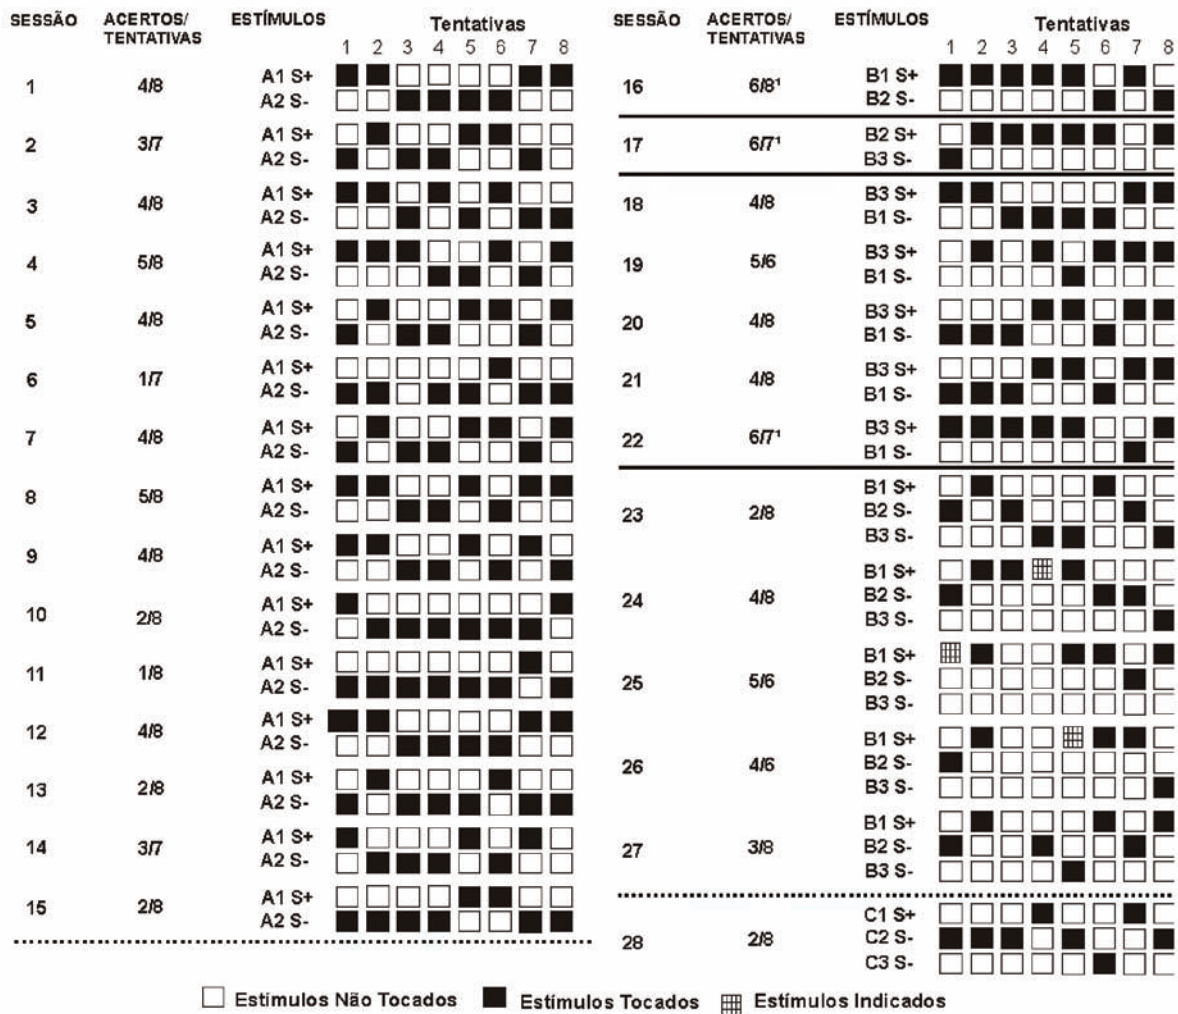 SESSÃO ACERTOS/ TENTATIVAS ESTÍMULOS Tentativas
1 2 3 4 5 6 7 8
1 4/8 A1 S+
A2 S-
2 3/7 A1 S+
A2 S-
3 4/8 A1 S+
A2 S-
4 5/8 A1 S+
A2 S-
5 4/8 A1 S+
A2 S-
6 1/7 A1 S+
A2 S-
7 4/8 A1 S+
A2 S-
8 5/8 A1 S+
A2 S-
9 4/8 A1 S+
A2 S-
10 2/8 A1 S+
A2 S-
11 1/8 A1 S+
A2 S-
12 4/8 A1 S+
A2 S-
13 2/8 A1 S+
A2 S-
14 3/7 A1 S+
A2 S-
15 2/8 A1 S+
A2 S-
SESSÃO ACERTOS/ TENTATIVAS ESTÍMULOS Tentativas
1 2 3 4 5 6 7 8
16 6/8¹ B1 S+
B2 S-
17 6/7¹ B2 S+
B3 S-
18 4/8 B3 S+
B1 S-
19 5/6 B3 S+
B1 S-
20 4/8 B3 S+
B1 S-
21 4/8 B3 S+
B1 S-
22 6/7¹ B3 S+
B1 S-
23 2/8 B1 S+
B2 S-
B3 S-
24 4/8 B1 S+
B2 S-
B3 S-
25 5/6 B1 S+
B2 S-
B3 S-
26 4/6 B1 S+
B2 S-
B3 S-
27 3/8 B1 S+
B2 S-
B3 S-
28 2/8 C1 S+
C2 S-
C3 S-
Estímulos Não Tocados Estímulos Tocados Estímulos Indicados